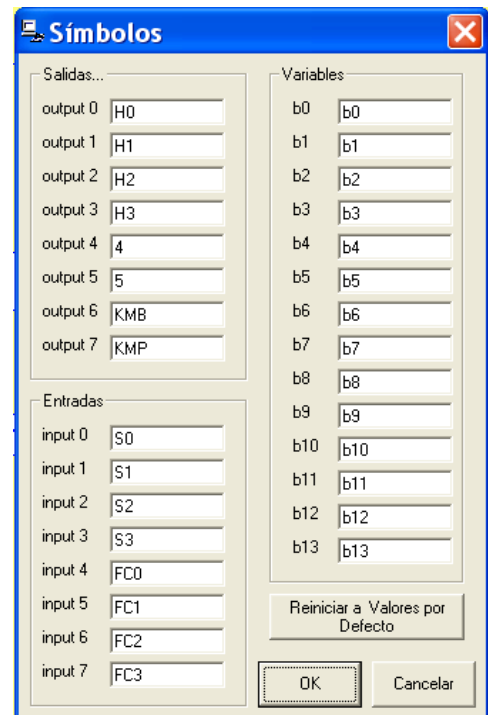 Símbolos
Salidas...
output 0 H0
output 1 H1
output 2 H2
output 3 H3
output 4 4
output 5 5
output 6 KMB
output 7 KMP
Entradas
input 0 S0
input 1 S1
input 2 S2
input 3 S3
input 4 FC0
input 5 FC1
input 6 FC2
input 7 FC3
Variables
b0 b0
b1 b1
b2 b2
b3 b3
b4 b4
b5 b5
b6 b6
b7 b7
b8 b8
b9 b9
b10 b10
b11 b11
b12 b12
b13 b13
Reiniciar a Valores por
Defecto
OK
Cancelar